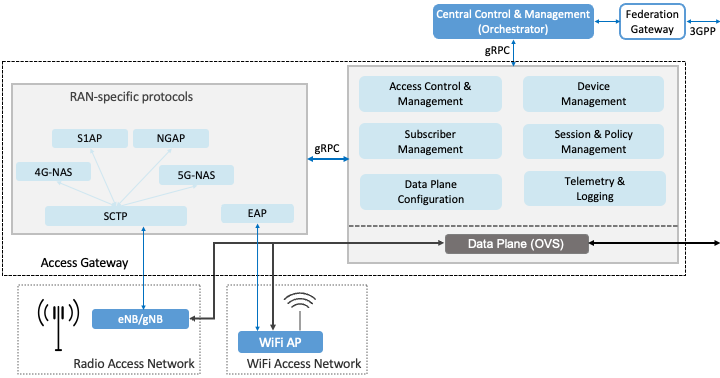 Central Control & Management
(Orchestrator)
Federation
Gateway
3GPP
gRPC
RAN-specific protocols
S1AP
NGAP
4G-NAS
5G-NAS
SCTP
EAP
gRPC
Access Control &
Management
Device
Management
Subscriber
Management
Session & Policy
Management
Data Plane
Configuration
Telemetry &
Logging
Data Plane (OVS)
Access Gateway
eNB/gNB
Radio Access Network
WiFi AP
WiFi Access Network